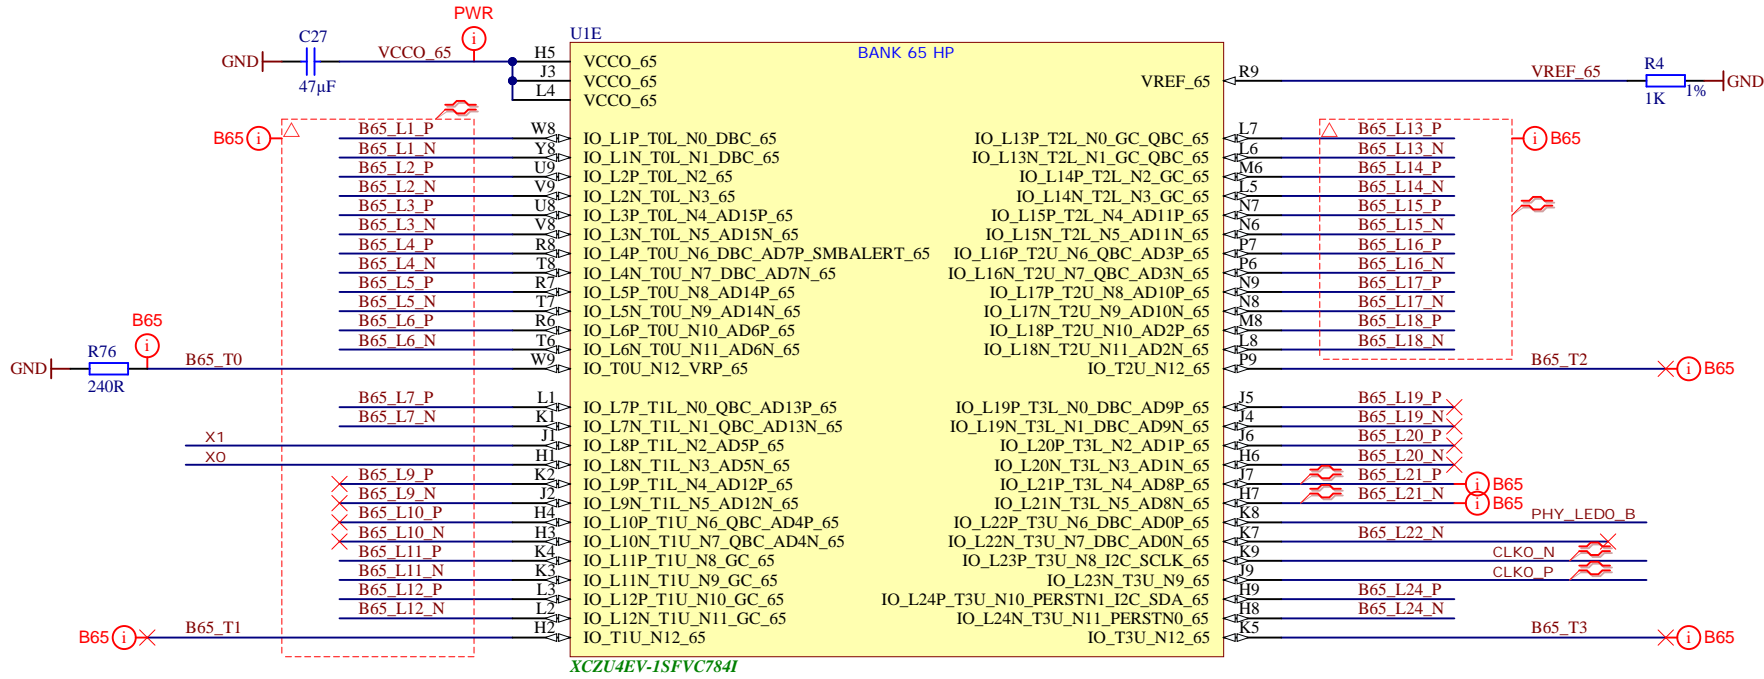 PWR
U1E
C27
GND
VCCO_65
47µF
BANK 65 HP
H5 VCCO_65
J3 VCCO_65
L4 VCCO_65
VREF_65 R9 VREF_65
R4
1K
1%
GND
B65
B65_L1_P W8 IO_L1P_T0L_N0_DBC_65
B65_L1_N Y8 IO_L1N_T0L_N1_DBC_65
B65_L2_P U9 IO_L2P_T0L_N2_65
B65_L2_N V9 IO_L2N_T0L_N3_65
B65_L3_P U8 IO_L3P_T0L_N4_AD15P_65
B65_L3_N V8 IO_L3N_T0L_N5_AD15N_65
B65_L4_P R8 IO_L4P_T0U_N6_DBC_AD7P_SMBALERT_65
B65_L4_N T8 IO_L4N_T0U_N7_DBC_AD7N_65
B65_L5_P R7 IO_L5P_T0U_N8_AD14P_65
B65_L5_N T7 IO_L5N_T0U_N9_AD14N_65
B65_L6_P R6 IO_L6P_T0U_N10_AD6P_65
B65_L6_N T6 IO_L6N_T0U_N11_AD6N_65
B65
GND
R76
240R
B65_T0 W9 IO_T0U_N12_VRP_65
B65_L7_P L1 IO_L7P_T1L_N0_QBC_AD13P_65
B65_L7_N K1 IO_L7N_T1L_N1_QBC_AD13N_65
X1 J1 IO_L8P_T1L_N2_AD5P_65
X0 H1 IO_L8N_T1L_N3_AD5N_65
B65_L9_P K2 IO_L9P_T1L_N4_AD12P_65
B65_L9_N J2 IO_L9N_T1L_N5_AD12N_65
B65_L10_P H4 IO_L10P_T1U_N6_QBC_AD4P_65
B65_L10_N H3 IO_L10N_T1U_N7_QBC_AD4N_65
B65_L11_P K4 IO_L11P_T1U_N8_GC_65
B65_L11_N K3 IO_L11N_T1U_N9_GC_65
B65_L12_P L3 IO_L12P_T1U_N10_GC_65
B65_L12_N L2 IO_L12N_T1U_N11_GC_65
B65 B65_T1 H2 IO_T1U_N12_65
IO_L13P_T2L_N0_GC_QBC_65 L7 B65_L13_P B65
IO_L13N_T2L_N1_GC_QBC_65 L6 B65_L13_N
IO_L14P_T2L_N2_GC_65 M6 B65_L14_P
IO_L14N_T2L_N3_GC_65 L5 B65_L14_N
IO_L15P_T2L_N4_AD11P_65 N7 B65_L15_P
IO_L15N_T2L_N5_AD11N_65 N6 B65_L15_N
IO_L16P_T2U_N6_QBC_AD3P_65 P7 B65_L16_P
IO_L16N_T2U_N7_QBC_AD3N_65 P6 B65_L16_N
IO_L17P_T2U_N8_AD10P_65 N9 B65_L17_P
IO_L17N_T2U_N9_AD10N_65 N8 B65_L17_N
IO_L18P_T2U_N10_AD2P_65 M8 B65_L18_P
IO_L18N_T2U_N11_AD2N_65 L8 B65_L18_N
IO_T2U_N12_65 P9 B65_T2 B65
IO_L19P_T3L_N0_DBC_AD9P_65 J5 B65_L19_P
IO_L19N_T3L_N1_DBC_AD9N_65 J4 B65_L19_N
IO_L20P_T3L_N2_AD1P_65 J6 B65_L20_P
IO_L20N_T3L_N3_AD1N_65 H6 B65_L20_N
IO_L21P_T3L_N4_AD8P_65 J7 B65_L21_P B65
IO_L21N_T3L_N5_AD8N_65 H7 B65_L21_N B65
IO_L22P_T3U_N6_DBC_AD0P_65 K8 PHY_LED0_B
IO_L22N_T3U_N7_DBC_AD0N_65 K7 B65_L22_N
IO_L23P_T3U_N8_I2C_SCLK_65 K9 CLK0_N
IO_L23N_T3U_N9_65 J9 CLK0_P
IO_L24P_T3U_N10_PERSTN1_I2C_SDA_65 H9 B65_L24_P
IO_L24N_T3U_N11_PERSTN0_65 H8 B65_L24_N
IO_T3U_N12_65 K5 B65_T3 B65
XCZU4EV-1SFVC784I